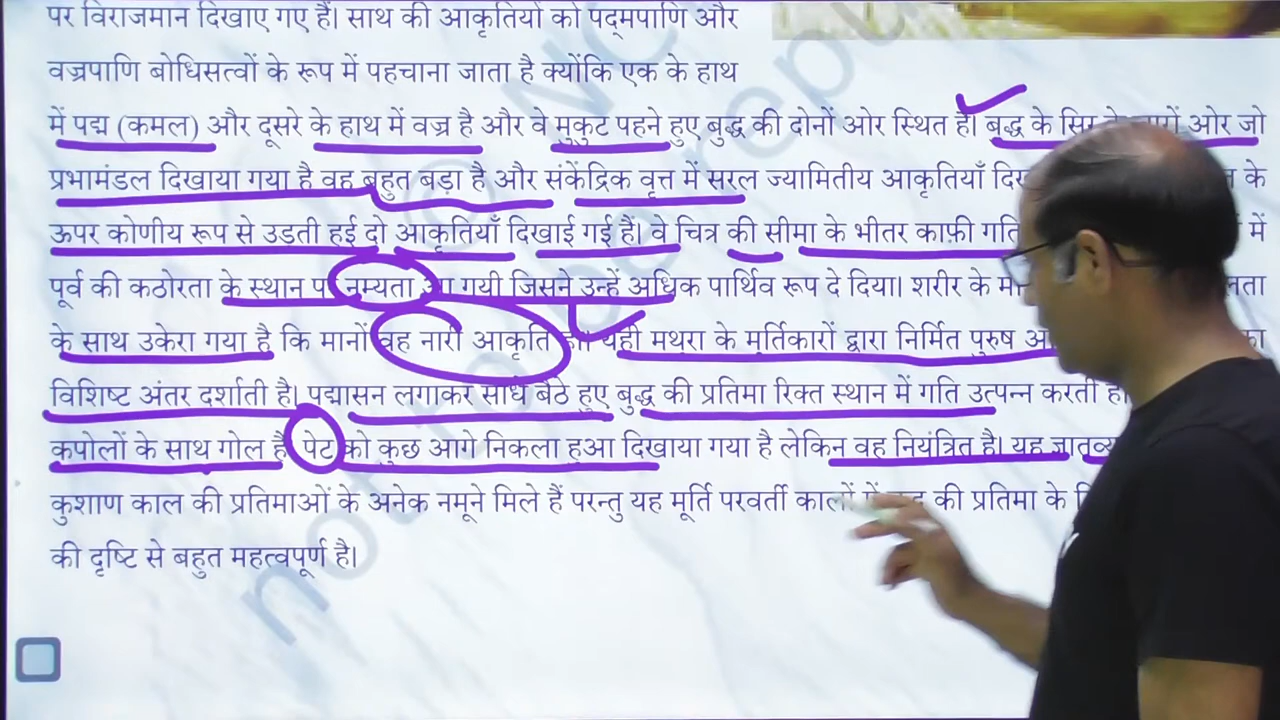 पर विराजमान दिखाए गए हैं। साथ की आकृतियों को पद्मपाणि और
वज्रपाणि बोधिसत्वों के रूप में पहचाना जाता है क्योंकि एक के हाथ
में पद्म (कमल) और दूसरे के हाथ में वज्र है और वे मुकुट पहने हुए बुद्ध की दोनों ओर स्थित हैं। बुद्ध के सिर ओर जो
प्रभामंडल दिखाया गया है वह बहुत बड़ा है और संकेंद्रिक वृत्त में सरल ज्यामितीय आकृतियाँ के
ऊपर कोणीय रूप से उडती हुई दो आकृतियाँ दिखाई गई हैं। वे चित्र की सीमा के भीतर काफ़ी में
पूर्व की कठोरता के स्थान नम्यता गयी जिसने उन्हें अधिक पार्थिव रूप दे दिया। शरीर के
के साथ उकेरा गया है कि मानों वह नारी आकृति यही मथुरा के मूर्तिकारों द्वारा निर्मित पुरुष
विशिष्ट अंतर दर्शाती है। पद्मासन लगाकर साधे बैठे हुए बुद्ध की प्रतिमा रिक्त स्थान में गति उत्पन्न करती
कपोलों के साथ गोल है पेट को कुछ आगे निकला हुआ दिखाया गया है लेकिन वह नियंत्रित है। यह
कुशाण काल की प्रतिमाओं के अनेक नमूने मिले हैं परन्तु यह मूर्ति परवर्ती की प्रतिमा के
की दृष्टि से बहुत महत्वपूर्ण है।